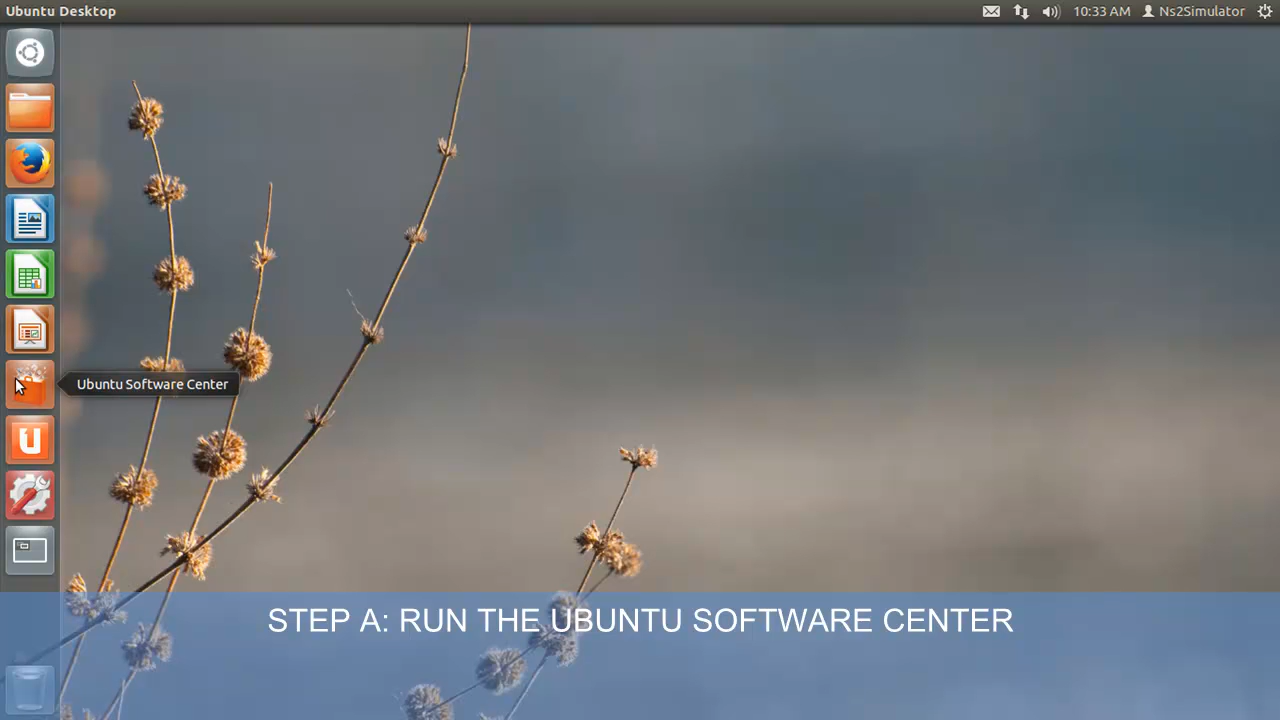 Ubuntu Desktop
10:33 AM Ns2Simulator
Ubuntu Software Center
U
STEP A: RUN THE UBUNTU SOFTWARE CENTER